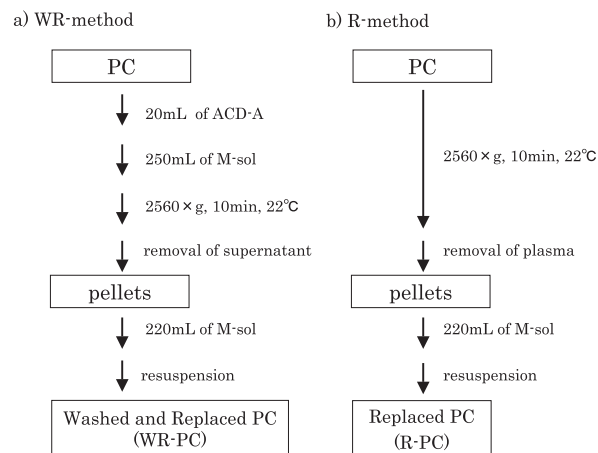 a) WR-method
PC
20mL of ACD-A
250mL of M-sol
2560×g, 10min, 22℃
removal of supernatant
pellets
220mL of M-sol
resuspension
Washed and Replaced PC
(WR-PC)
b) R-method
PC
2560×g, 10min, 22℃
removal of plasma
pellets
220mL of M-sol
resuspension
Replaced PC
(R-PC)